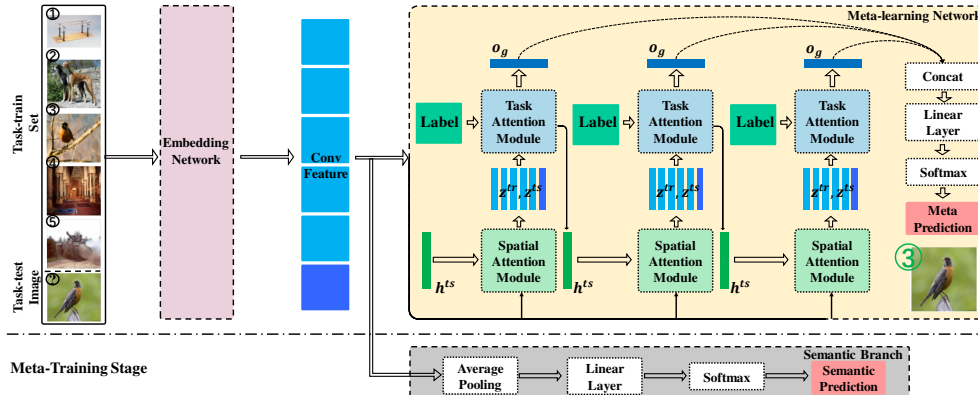 Meta-learning Network
①
②
③
④
⑤
?
Task-train
Set
Task-test
Image
Embedding
Network
Conv
Feature
o_g
o_g
o_g
Label
Task
Attention
Module
Label
Task
Attention
Module
Label
Task
Attention
Module
z^tr, z^ts
z^tr, z^ts
z^tr, z^ts
Spatial
Attention
Module
Spatial
Attention
Module
Spatial
Attention
Module
h^ts
h^ts
h^ts
Concat
Linear
Layer
Softmax
Meta
Prediction
③
Meta-Training Stage
Average
Pooling
Linear
Layer
Softmax
Semantic Branch
Semantic
Prediction